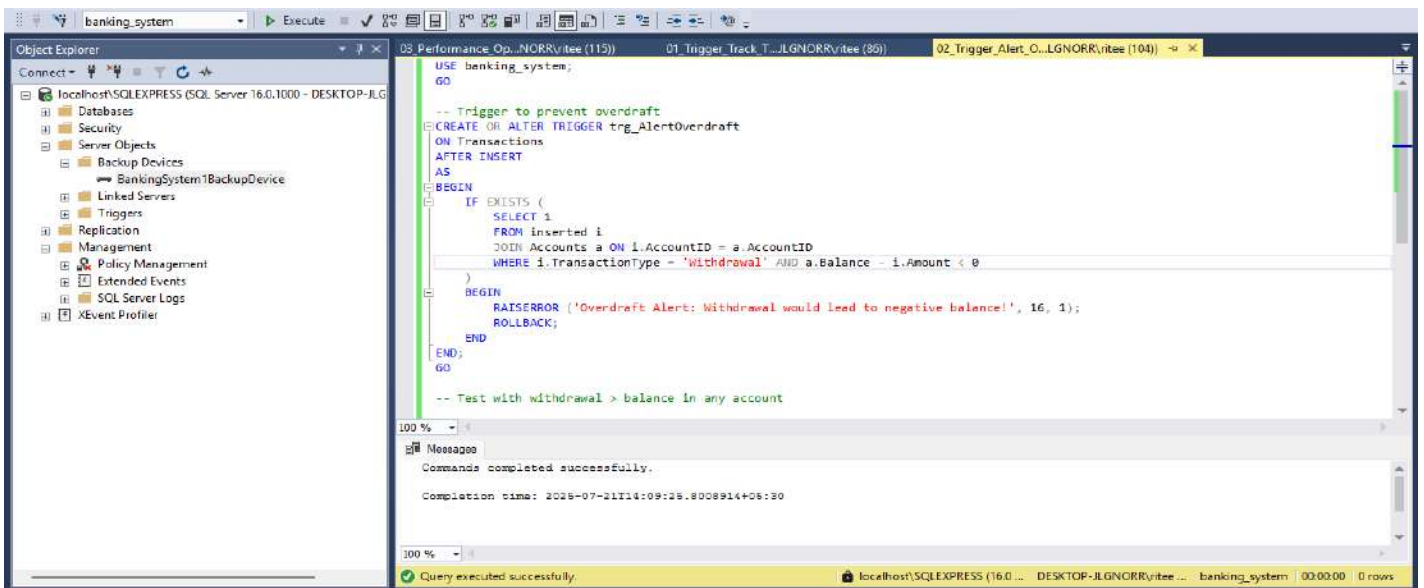 banking_system
Execute
Object Explorer
Connect
localhost\SQLEXPRESS (SQL Server 16.0.1000 - DESKTOP-JLG
Databases
Security
Server Objects
Backup Devices
BankingSystem1BackupDevice
Linked Servers
Triggers
Replication
Management
Policy Management
Extended Events
SQL Server Logs
XEvent Profiler
03_Performance_Op...NORR\ritee (115))
01_Trigger_Track_T...JLGNORR\ritee (86))
02_Trigger_Alert_O...LGNORR\ritee (104))
USE banking_system;
GO
-- Trigger to prevent overdraft
CREATE OR ALTER TRIGGER trg_AlertOverdraft
ON Transactions
AFTER INSERT
AS
BEGIN
IF EXISTS (
SELECT 1
FROM inserted i
JOIN Accounts a ON i.AccountID = a.AccountID
WHERE i.TransactionType = 'Withdrawal' AND a.Balance - i.Amount < 0
)
BEGIN
RAISERROR ('Overdraft Alert: Withdrawal would lead to negative balance!', 16, 1);
ROLLBACK;
END
END;
GO
-- Test with withdrawal > balance in any account
100 %
Messages
Commands completed successfully.
Completion time: 2025-07-21T14:09:25.8008914+05:30
100 %
Query executed successfully.
localhost\SQLEXPRESS (16.0 ...
DESKTOP-JLGNORR\ritee ...
banking_system
00:00:00
0 rows